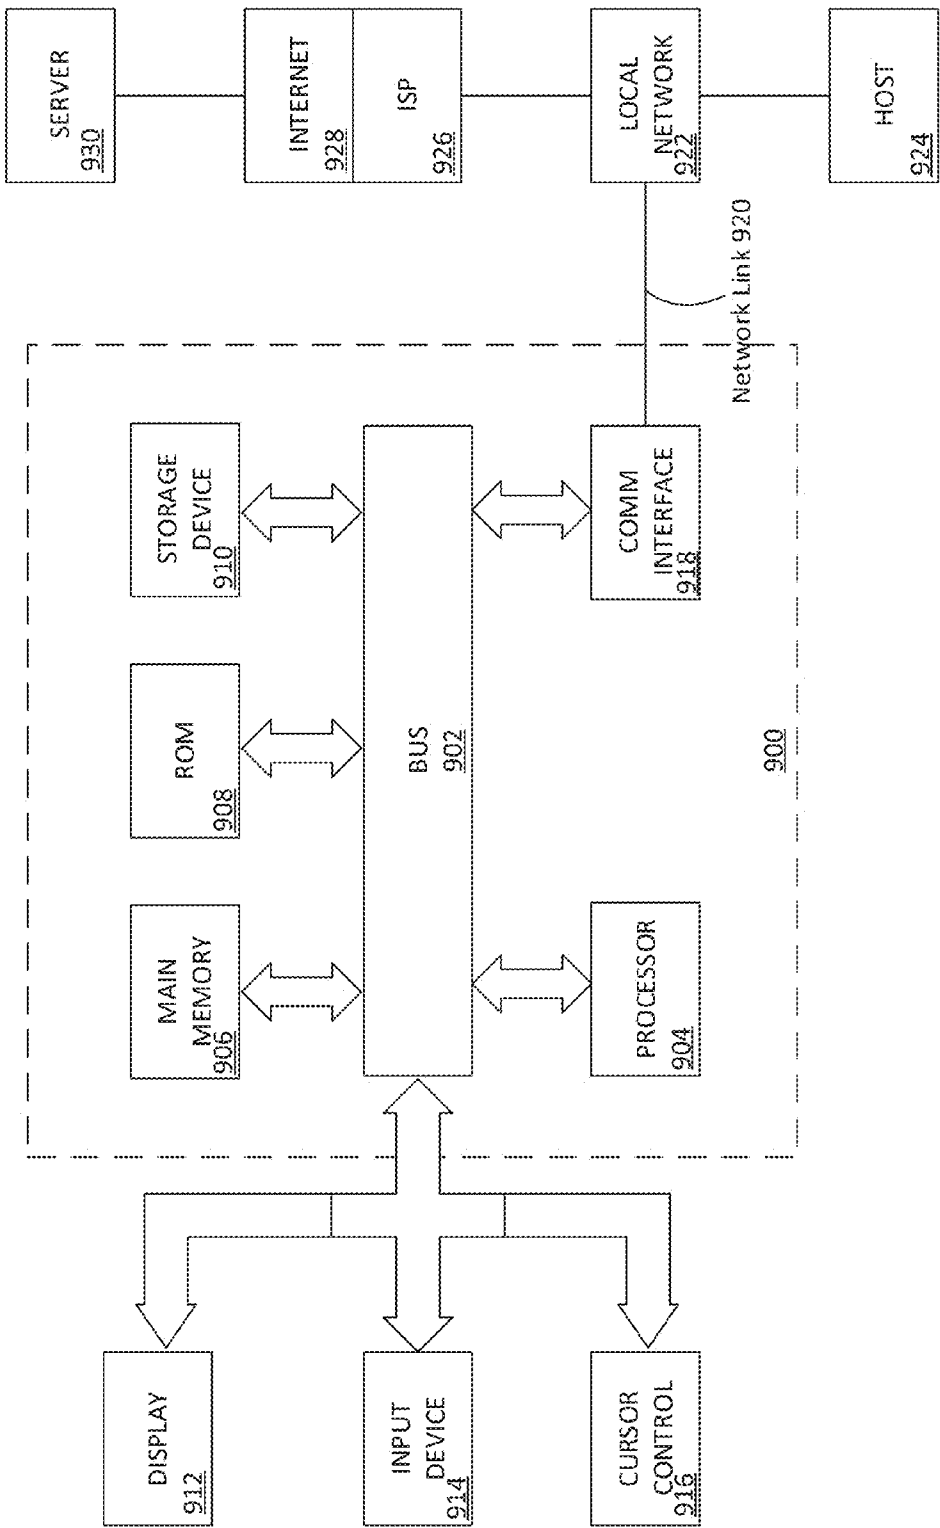 DISPLAY
912
INPUT
DEVICE
914
CURSOR
CONTROL
916
MAIN
MEMORY
906
ROM
908
STORAGE
DEVICE
910
BUS
902
PROCESSOR
904
COMM
INTERFACE
918
900
Network Link 920
SERVER
930
INTERNET
928
ISP
926
LOCAL
NETWORK
922
HOST
924